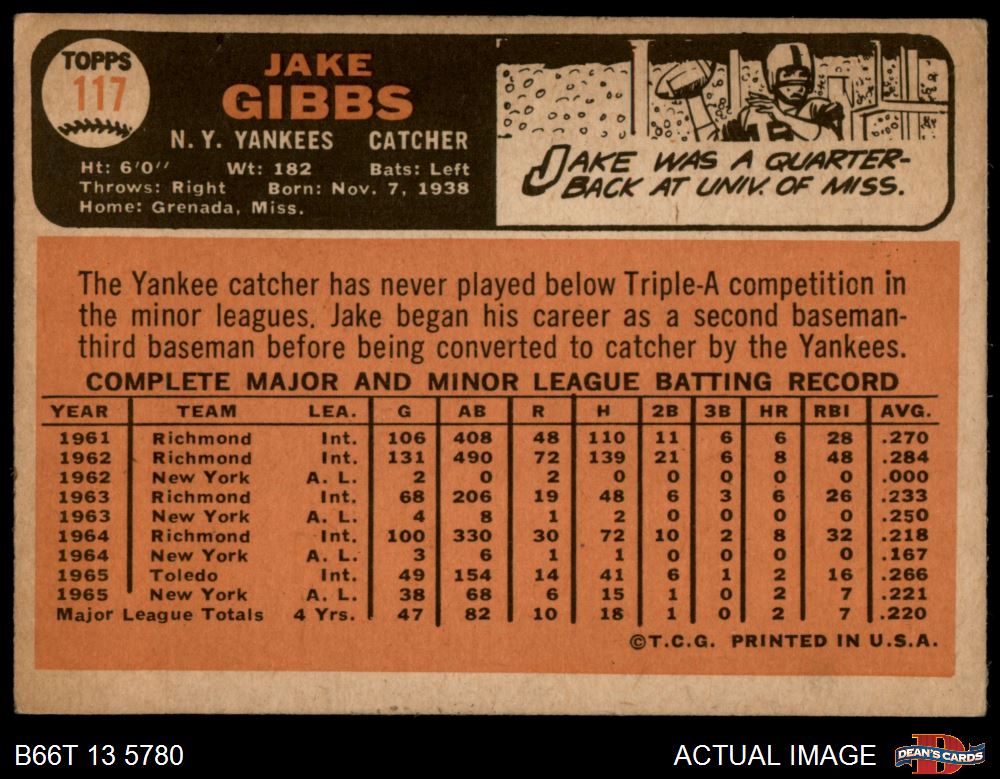 TOPPS
117
JAKE
GIBBS
N. Y. YANKEES CATCHER
Ht: 6'0'' Wt: 182 Bats: Left
Throws: Right Born: Nov. 7, 1938
Home: Grenada, Miss.
JAKE WAS A QUARTER-
BACK AT UNIV. OF MISS.
The Yankee catcher has never played below Triple-A competition in
the minor leagues. Jake began his career as a second baseman-
third baseman before being converted to catcher by the Yankees.
COMPLETE MAJOR AND MINOR LEAGUE BATTING RECORD
YEAR TEAM LEA. G AB R H 2B 3B HR RBI AVG.
1961 Richmond Int. 106 408 48 110 11 6 6 28 .270
1962 Richmond Int. 131 490 72 139 21 6 8 48 .284
1962 New York A. L. 2 0 2 0 0 0 0 0 .000
1963 Richmond Int. 68 206 19 48 6 3 6 26 .233
1963 New York A. L. 4 8 1 2 0 0 0 0 .250
1964 Richmond Int. 100 330 30 72 10 2 8 32 .218
1964 New York A. L. 3 6 1 1 0 0 0 0 .167
1965 Toledo Int. 49 154 14 41 6 1 2 16 .266
1965 New York A. L. 38 68 6 15 1 0 2 7 .221
Major League Totals 4 Yrs. 47 82 10 18 1 0 2 7 .220
©T.C.G. PRINTED IN U.S.A.
B66T 13 5780
ACTUAL IMAGE
DEAN'S CARDS